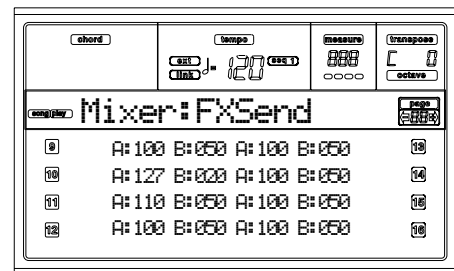 chord tempo measure transpose
ext ♩= 120 seq 1 888 C 0
link octave
song|play Mixer:FXSend page
9 A:100 B:050 A:100 B:050 13
10 A:127 B:020 A:100 B:050 14
11 A:110 B:050 A:100 B:050 15
12 A:100 B:050 A:100 B:050 16